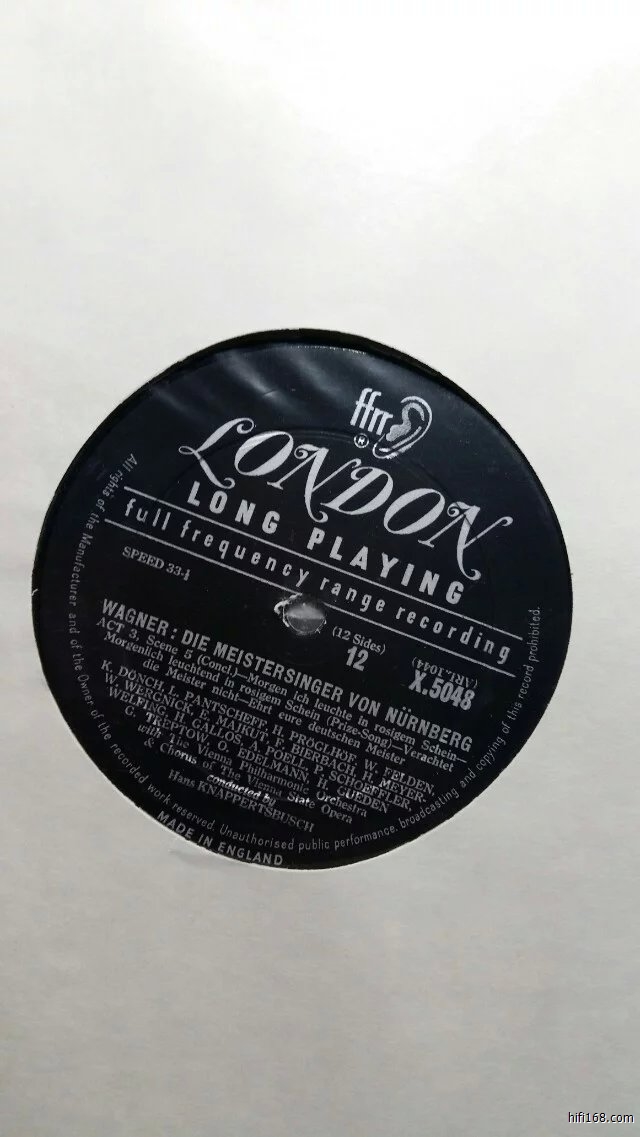 ffrr
R
LONDON
LONG PLAYING
full frequency range recording
SPEED 33⅓
(12 Sides)
12
(ARL.1044)
X.5048
WAGNER: DIE MEISTERSINGER VON NÜRNBERG
ACT 3, Scene 5 (Concl.)—Morgen ich leuchte in rosigem Schein—
Morgenlich leuchtend in rosigem Schein (Prize-Song)—Verachtet
die Meister nicht—Ehrt eure deutschen Meister
K. DÖNCH, L. PANTSCHEFF, H. PRÖGLHÖF, W. FELDEN,
W. WERGNICK, E. MAIKUT, F. BIERBACH, H. MEYER-
WELFING, H. GALLOS, A. POELL, P. SCHOEFFLER,
G. TREPTOW, O. EDELMANN, H. GUEDEN
with The Vienna Philharmonic Orchestra
& Chorus of The Vienna State Opera
conducted by
Hans KNAPPERTSBUSCH
All rights of the Manufacturer and of the Owner of the recorded work reserved. Unauthorised public performance, broadcasting and copying of this record prohibited.
MADE IN ENGLAND
hifi168.com